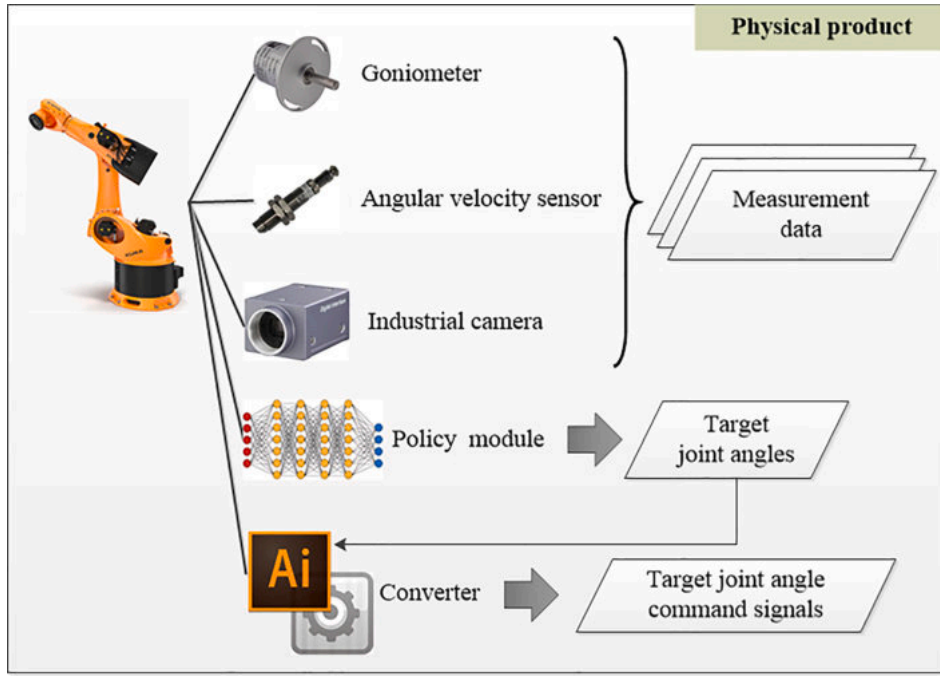 Physical product
Goniometer
Angular velocity sensor
Measurement
data
Industrial camera
Policy module
Target
joint angles
Ai
Converter
Target joint angle
command signals